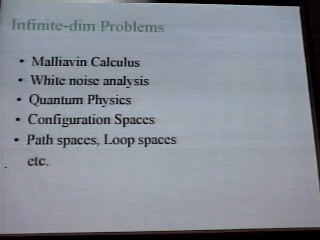 Infinite-dim Problems
• Malliavin Calculus
• White noise analysis
• Quantum Physics
• Configuration Spaces
• Path spaces, Loop spaces
etc.